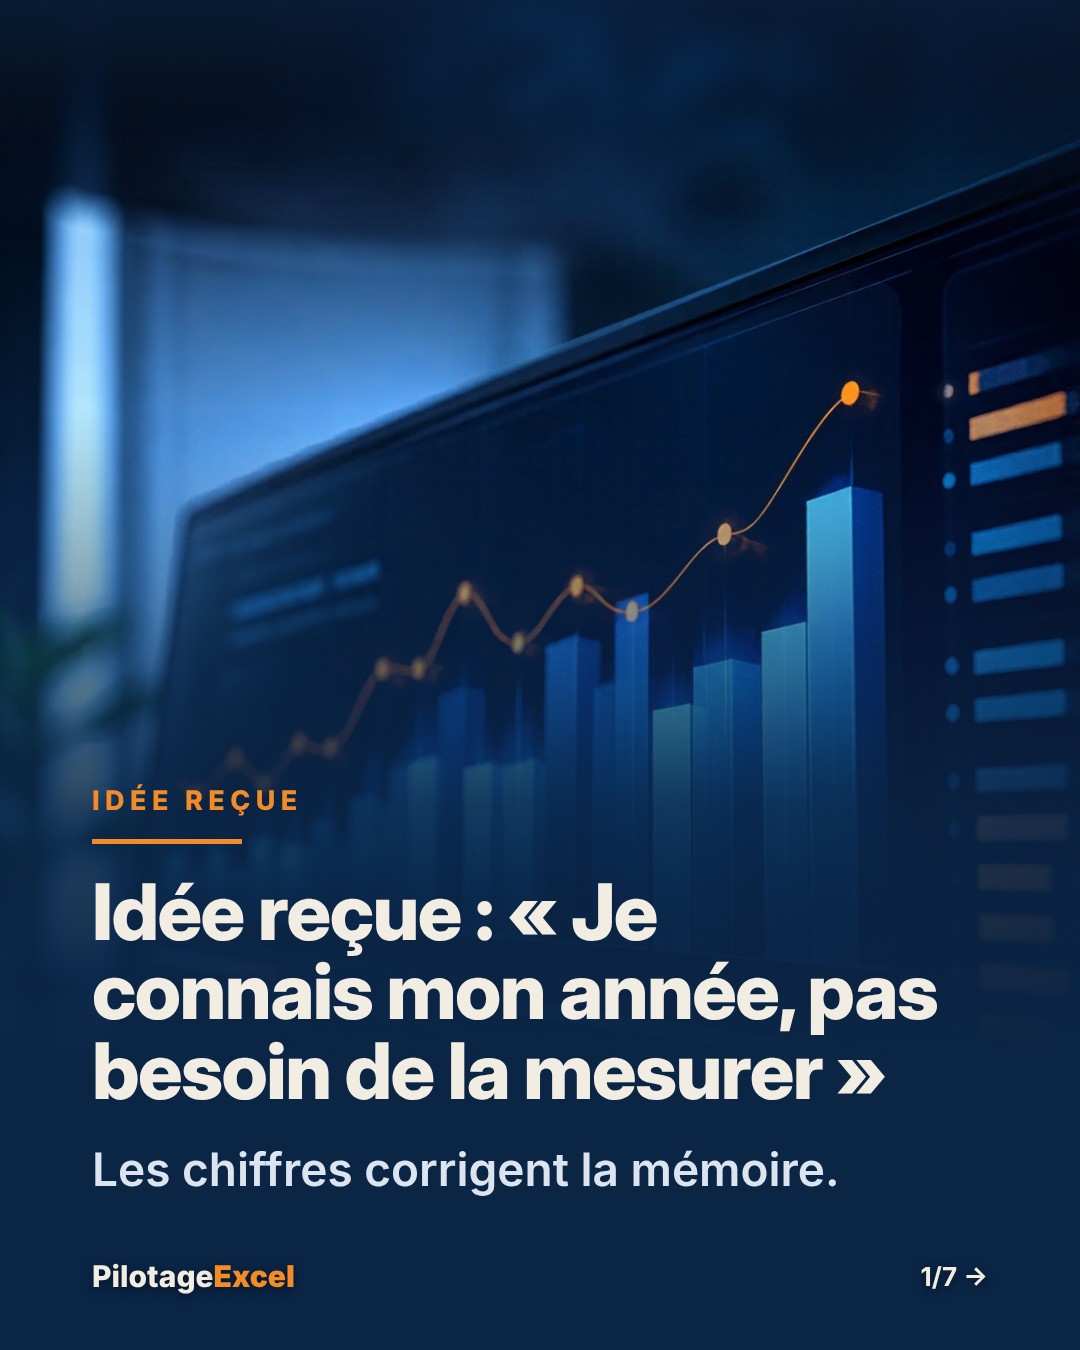 IDÉE REÇUE
Idée reçue : « Je
connais mon année, pas
besoin de la mesurer »
Les chiffres corrigent la mémoire.
PilotageExcel
1/7 →